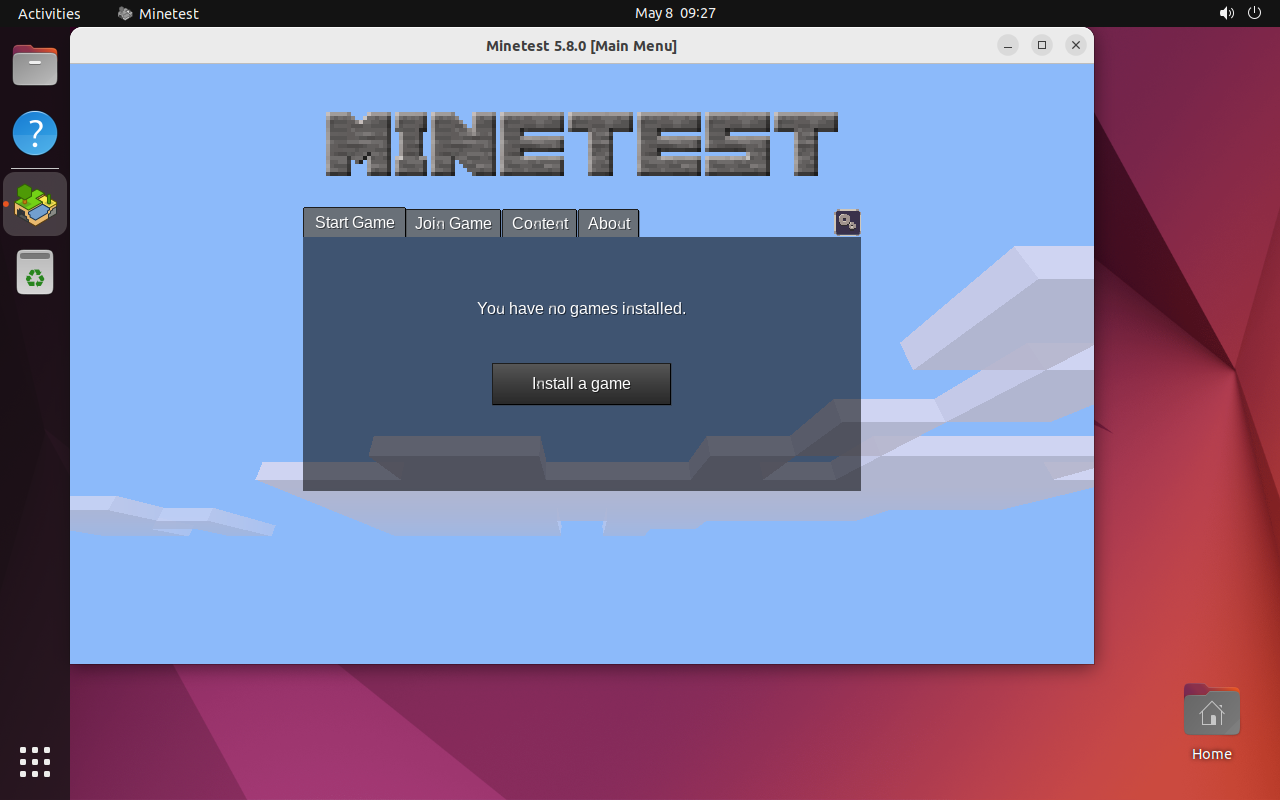 Activities
Minetest
May 8 09:27
Minetest 5.8.0 [Main Menu]
MINETEST
Start Game
Join Game
Content
About
You have no games installed.
Install a game
Home